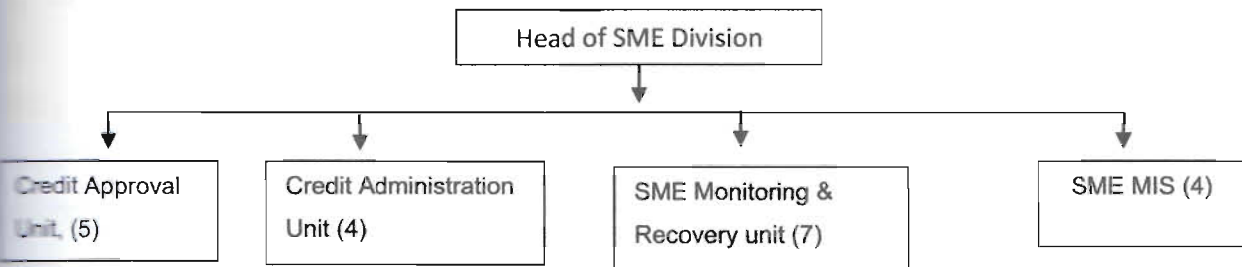 Head of SME Division
Credit Approval
Unit, (5)
Credit Administration
Unit (4)
SME Monitoring &
Recovery unit (7)
SME MIS (4)